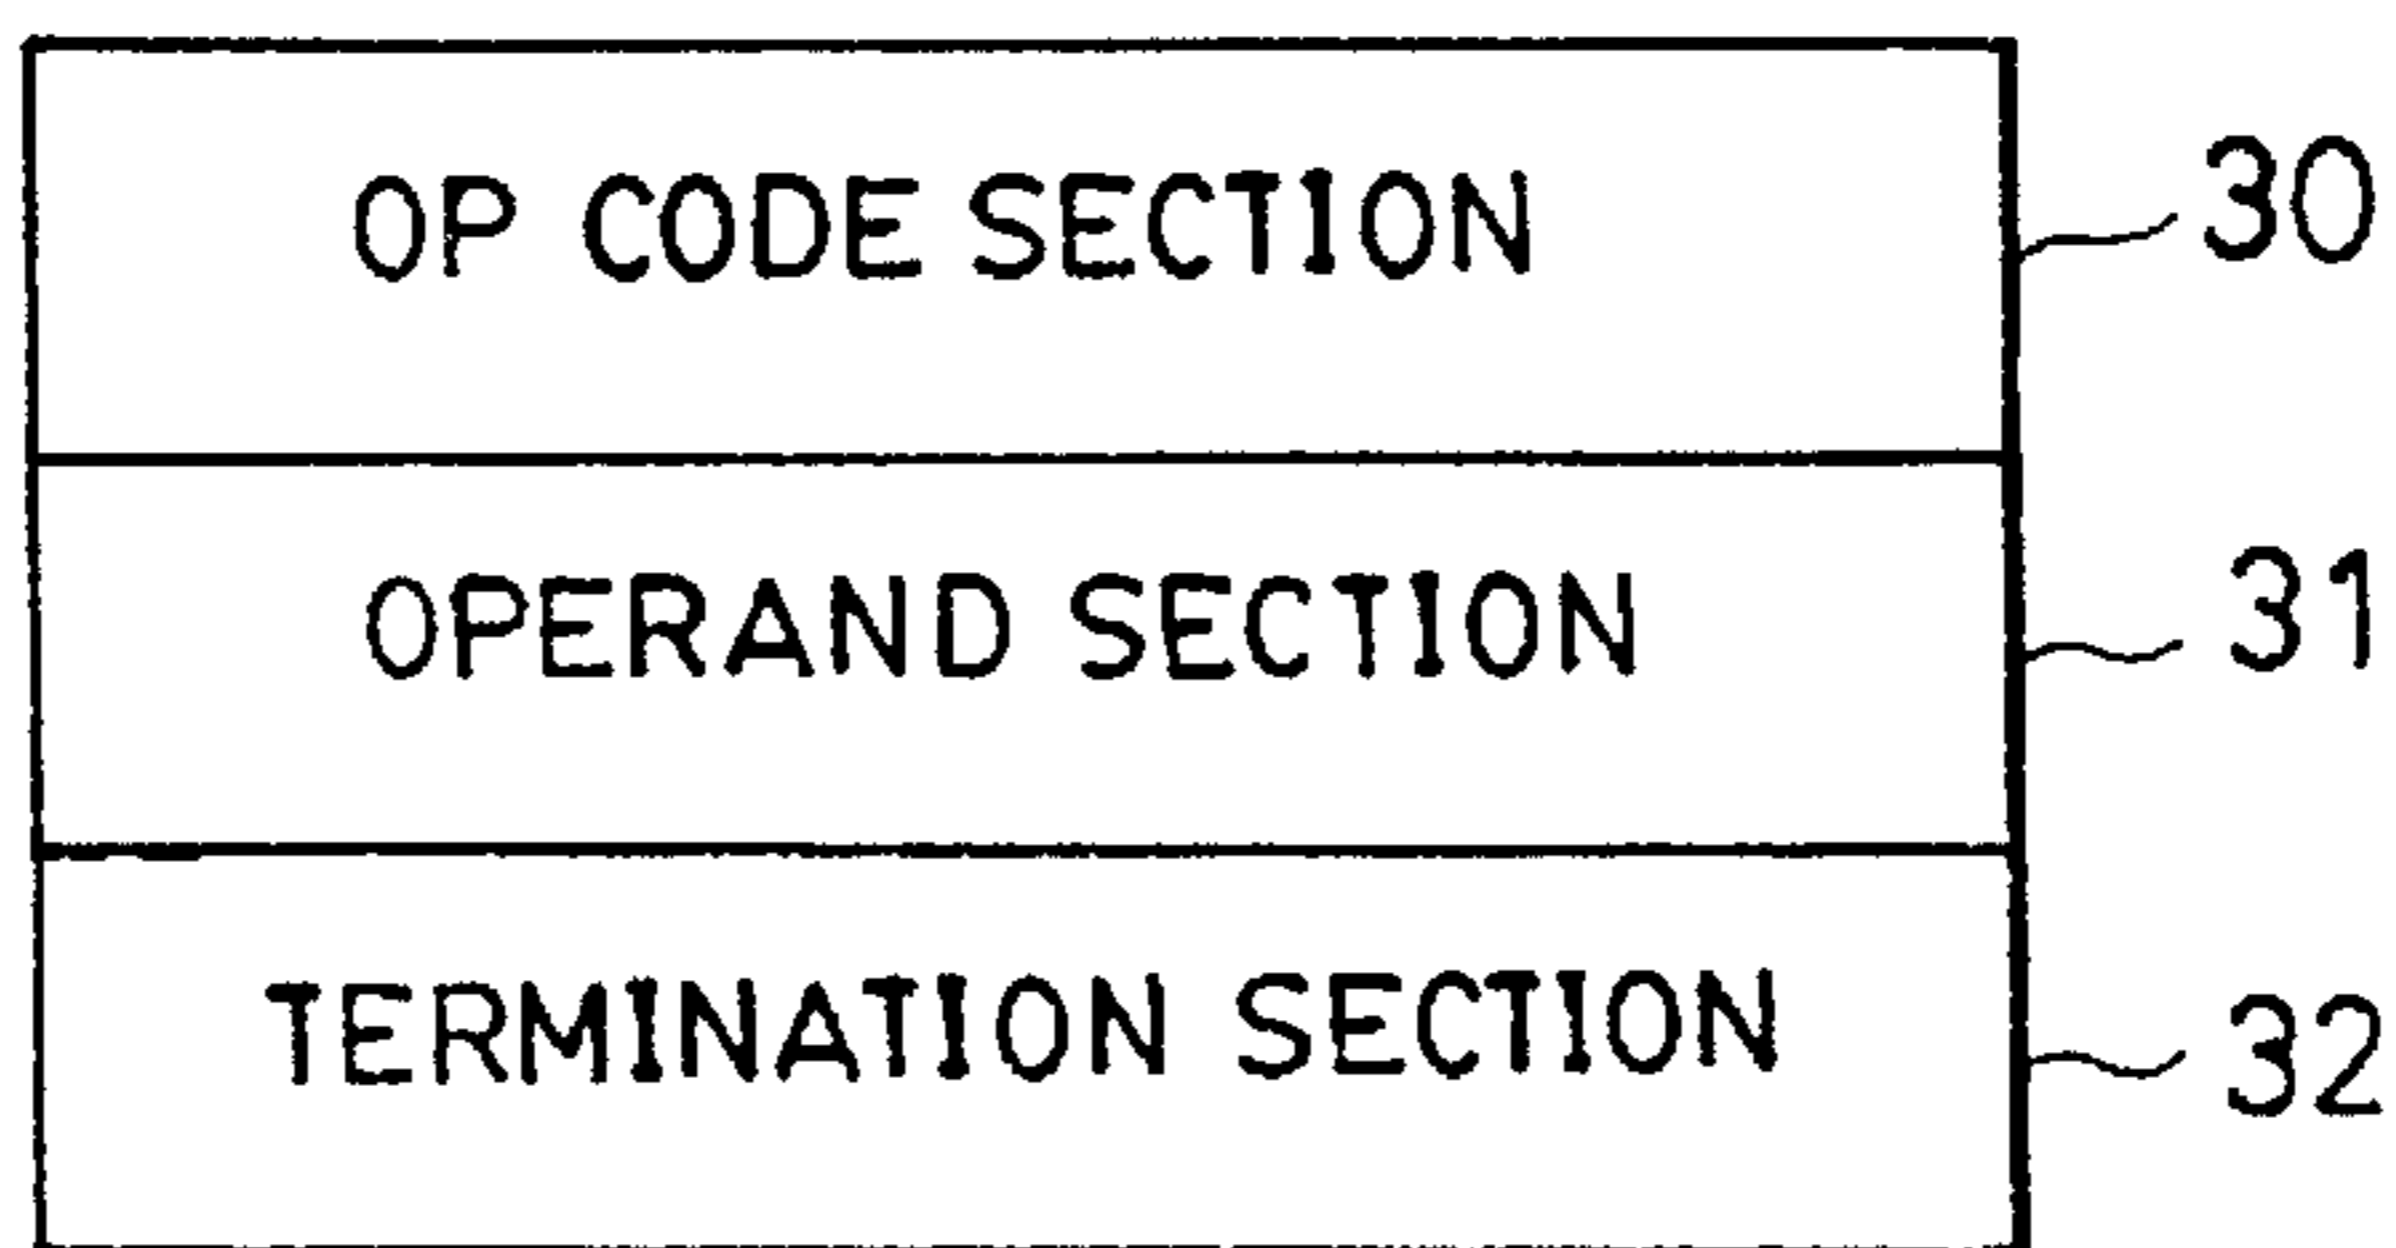 OP CODE SECTION 30
OPERAND SECTION 31
TERMINATION SECTION 32